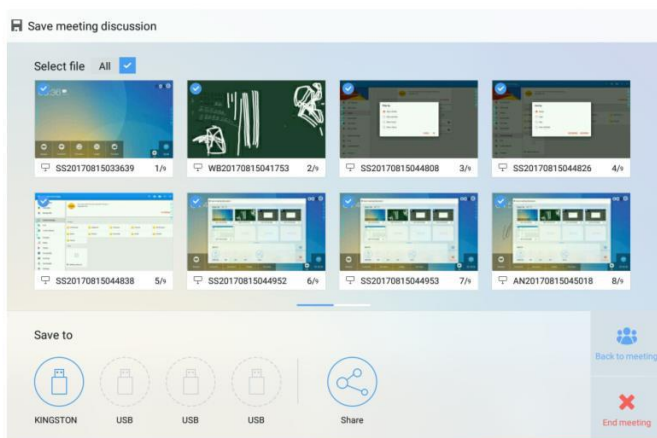 Save meeting discussion
Select file All
SS20170815033639 1/9
WB20170815041753 2/9
SS20170815044808 3/9
SS20170815044826 4/9
SS20170815044838 5/9
SS20170815044952 6/9
SS20170815044953 7/9
AN20170815045018 8/9
Save to
Back to meeting
KINGSTON
USB
USB
USB
Share
End meeting